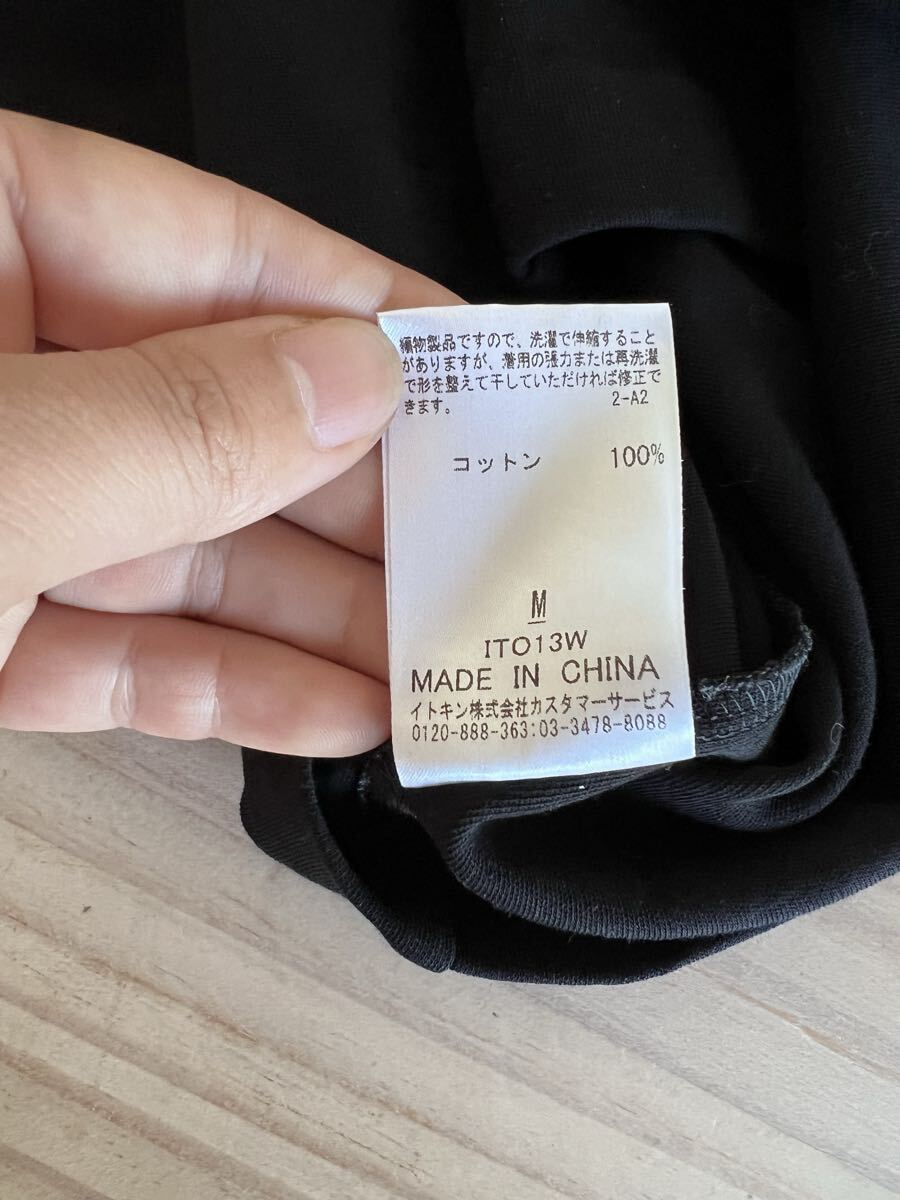 編物製品ですので、洗濯で伸縮すること
がありますが、着用の張力または再洗濯
で形を整えて干していただければ修正で
きます。 2-A2
コットン 100%
M
ITO13W
MADE IN CHINA
イトキン株式会社カスタマーサービス
0120-888-363:03-3478-8088